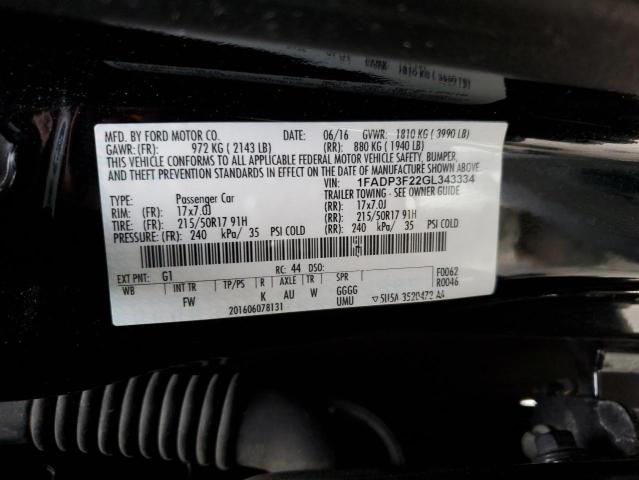 MFD. BY FORD MOTOR CO. DATE: 06/16 GVWR: 1810 KG ( 3990 LB)
GAWR: (FR): 972 KG ( 2143 LB) (RR): 880 KG ( 1940 LB)
THIS VEHICLE CONFORMS TO ALL APPLICABLE FEDERAL MOTOR VEHICLE SAFETY, BUMPER,
AND THEFT PREVENTION STANDARDS IN EFFECT ON THE DATE OF MANUFACTURE SHOWN ABOVE.
VIN: 1FADP3F22GL343334
TYPE: Passenger Car TRAILER TOWING - SEE OWNER GUIDE
RIM: (FR): 17x7.0J (RR): 17x7.0J
TIRE: (FR): 215/50R17 91H (RR): 215/50R17 91H
PRESSURE: (FR): 240 kPa/ 35 PSI COLD (RR): 240 kPa/ 35 PSI COLD
EXT PNT: G1 RC: 44 DSO: F0062
WB INT TR TP/PS R AXLE TR SPR R0046
FW K AU W GGGG
201606078131 UMU ▽ 5U5A 3520472 AA